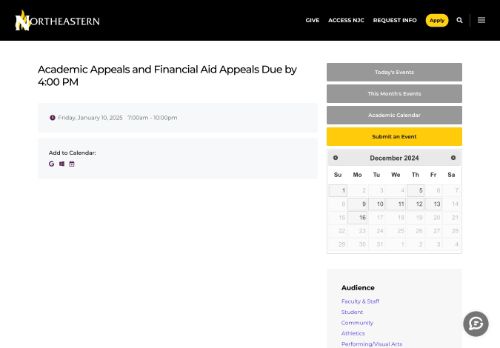 NORTHEASTERN
GIVE ACCESS NJC REQUEST INFO Apply
Academic Appeals and Financial Aid Appeals Due by
4:00 PM
Friday, January 10, 2025 7:00am - 10:00pm
Add to Calendar:
Today's Events
This Month's Events
Academic Calendar
Submit an Event
December 2024
Su Mo Tu We Th Fr Sa
1 2 3 4 5 6 7
8 9 10 11 12 13 14
15 16 17 18 19 20 21
22 23 24 25 26 27 28
29 30 31 1 2 3 4
Audience
Faculty & Staff
Student
Community
Athletics
Performing/Visual Arts